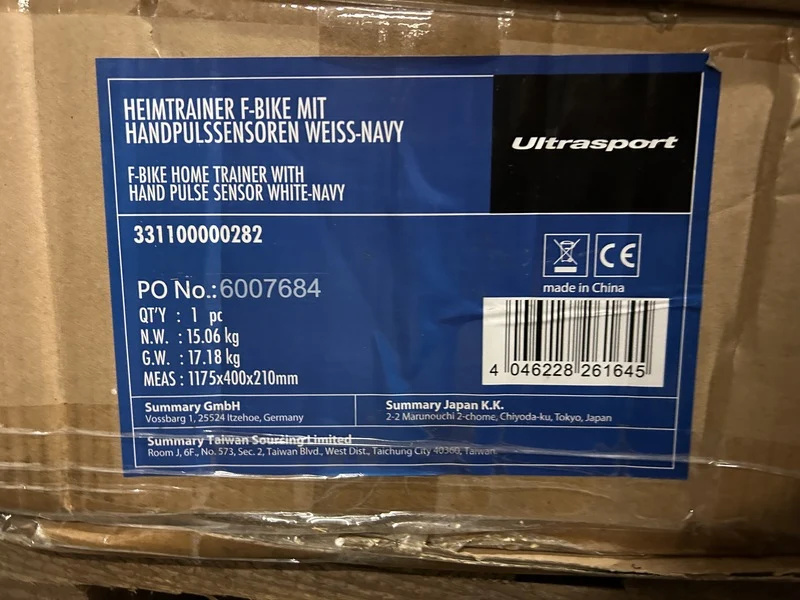 HEIMTRAINER F-BIKE MIT
HANDPULSSENSOREN WEISS-NAVY
F-BIKE HOME TRAINER WITH
HAND PULSE SENSOR WHITE-NAVY
Ultrasport
331100000282
CE
made in China
PO No.:6007684
QT'Y : 1 pc
N.W. : 15.06 kg
G.W. : 17.18 kg
MEAS : 1175x400x210mm
4 046228 261645
Summary GmbH
Vossbarg 1, 25524 Itzehoe, Germany
Summary Japan K.K.
2-2 Marunouchi 2-chome, Chiyoda-ku, Tokyo, Japan
Summary Taiwan Sourcing Limited
Room J, 6F., No. 573, Sec. 2, Taiwan Blvd., West Dist., Taichung City 40360, Taiwan